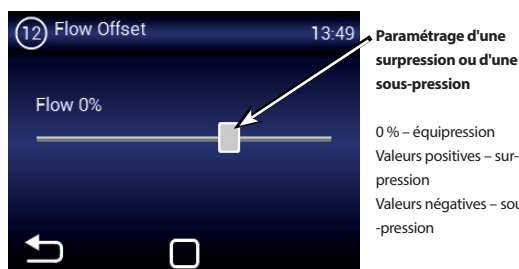 12 Flow Offset 13:49
Flow 0%
Paramétrage d'une
surpression ou d'une
sous-pression
0 % – équipression
Valeurs positives – sur-
pression
Valeurs négatives – sou
-pression